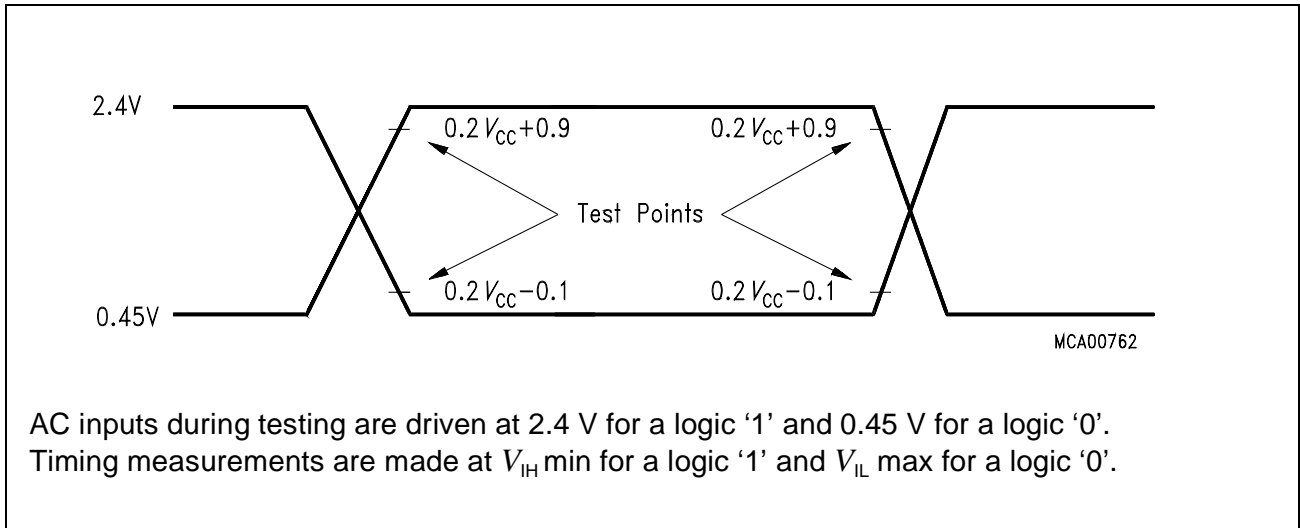 2.4V
0.2 VCC+0.9 0.2 VCC+0.9
Test Points
0.2 VCC−0.1 0.2 VCC−0.1
0.45V
MCA00762
AC inputs during testing are driven at 2.4 V for a logic ‘1’ and 0.45 V for a logic ‘0’.
Timing measurements are made at VIH min for a logic ‘1’ and VIL max for a logic ‘0’.